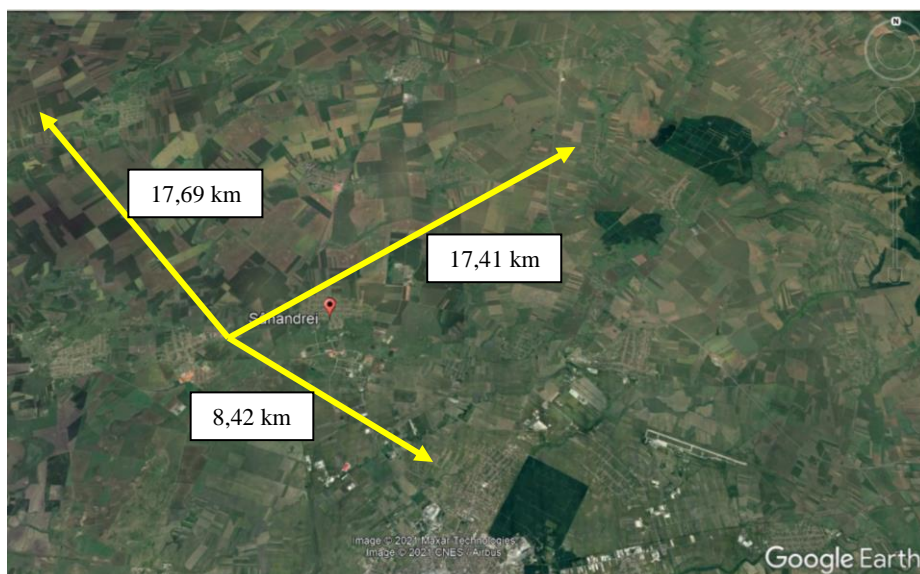 N
17,69 km
17,41 km
Sânandrei
8,42 km
Image © 2021 Maxar Technologies
Image © 2021 CNES / Airbus
Google Earth